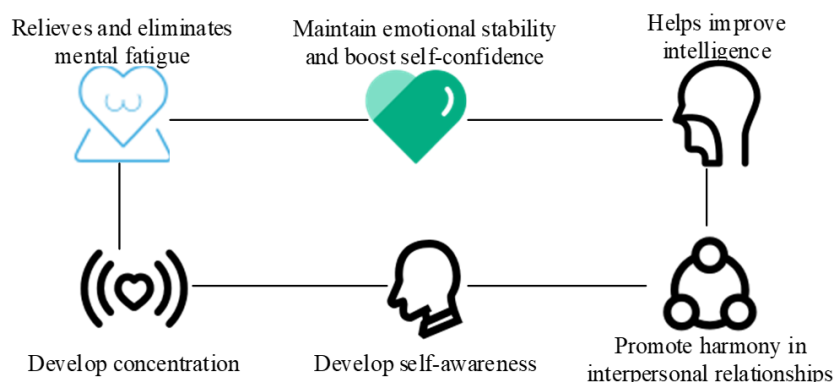 Relieves and eliminates
mental fatigue
Maintain emotional stability
and boost self-confidence
Helps improve
intelligence
Develop concentration
Develop self-awareness
Promote harmony in
interpersonal relationships